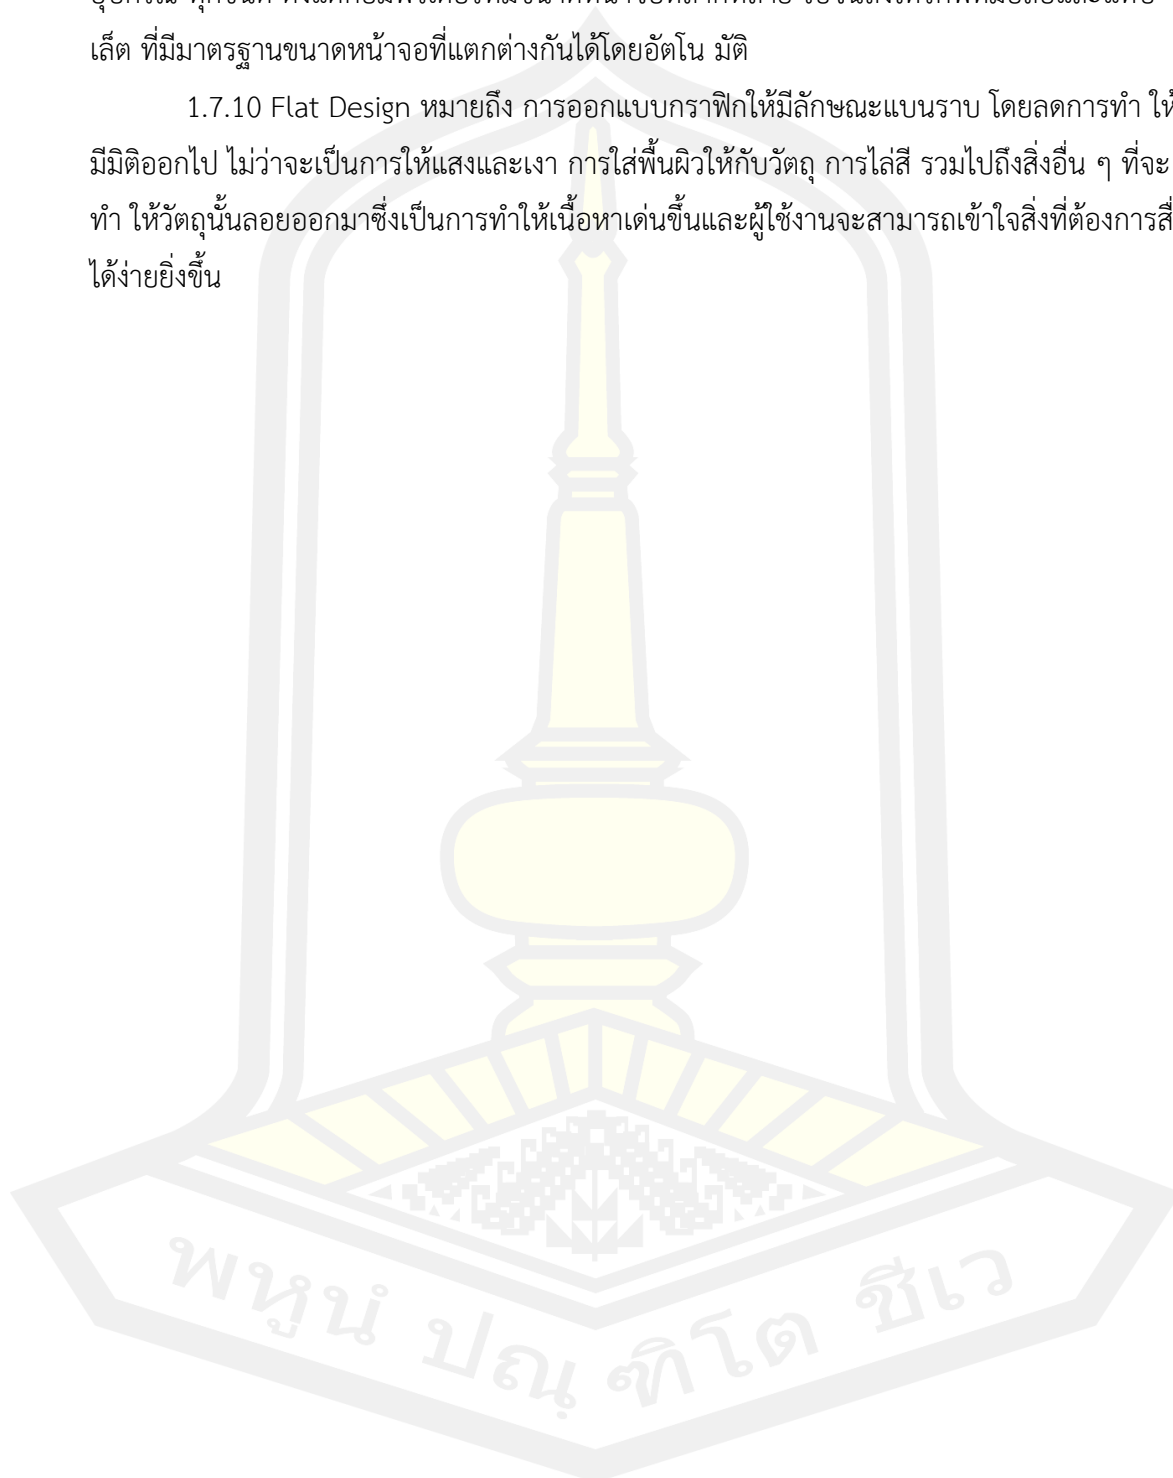 เล็ต ที่มีมาตรฐานขนาดหน้าจอที่แตกต่างกันได้โดยอัตโน มัติ
1.7.10 Flat Design หมายถึง การออกแบบกราฟิกให้มีลักษณะแบนราบ โดยลดการทำ ให้
มีมิติออกไป ไม่ว่าจะเป็นการให้แสงและเงา การใส่พื้นผิวให้กับวัตถุ การไล่สี รวมไปถึงสิ่งอื่น ๆ ที่จะ
ทำ ให้วัตถุนั้นลอยออกมาซึ่งเป็นการทำให้เนื้อหาเด่นขึ้นและผู้ใช้งานจะสามารถเข้าใจสิ่งที่ต้องการสื่
ได้ง่ายยิ่งขึ้น
พหูนํ ปณฺ ฑิโต ชีเว